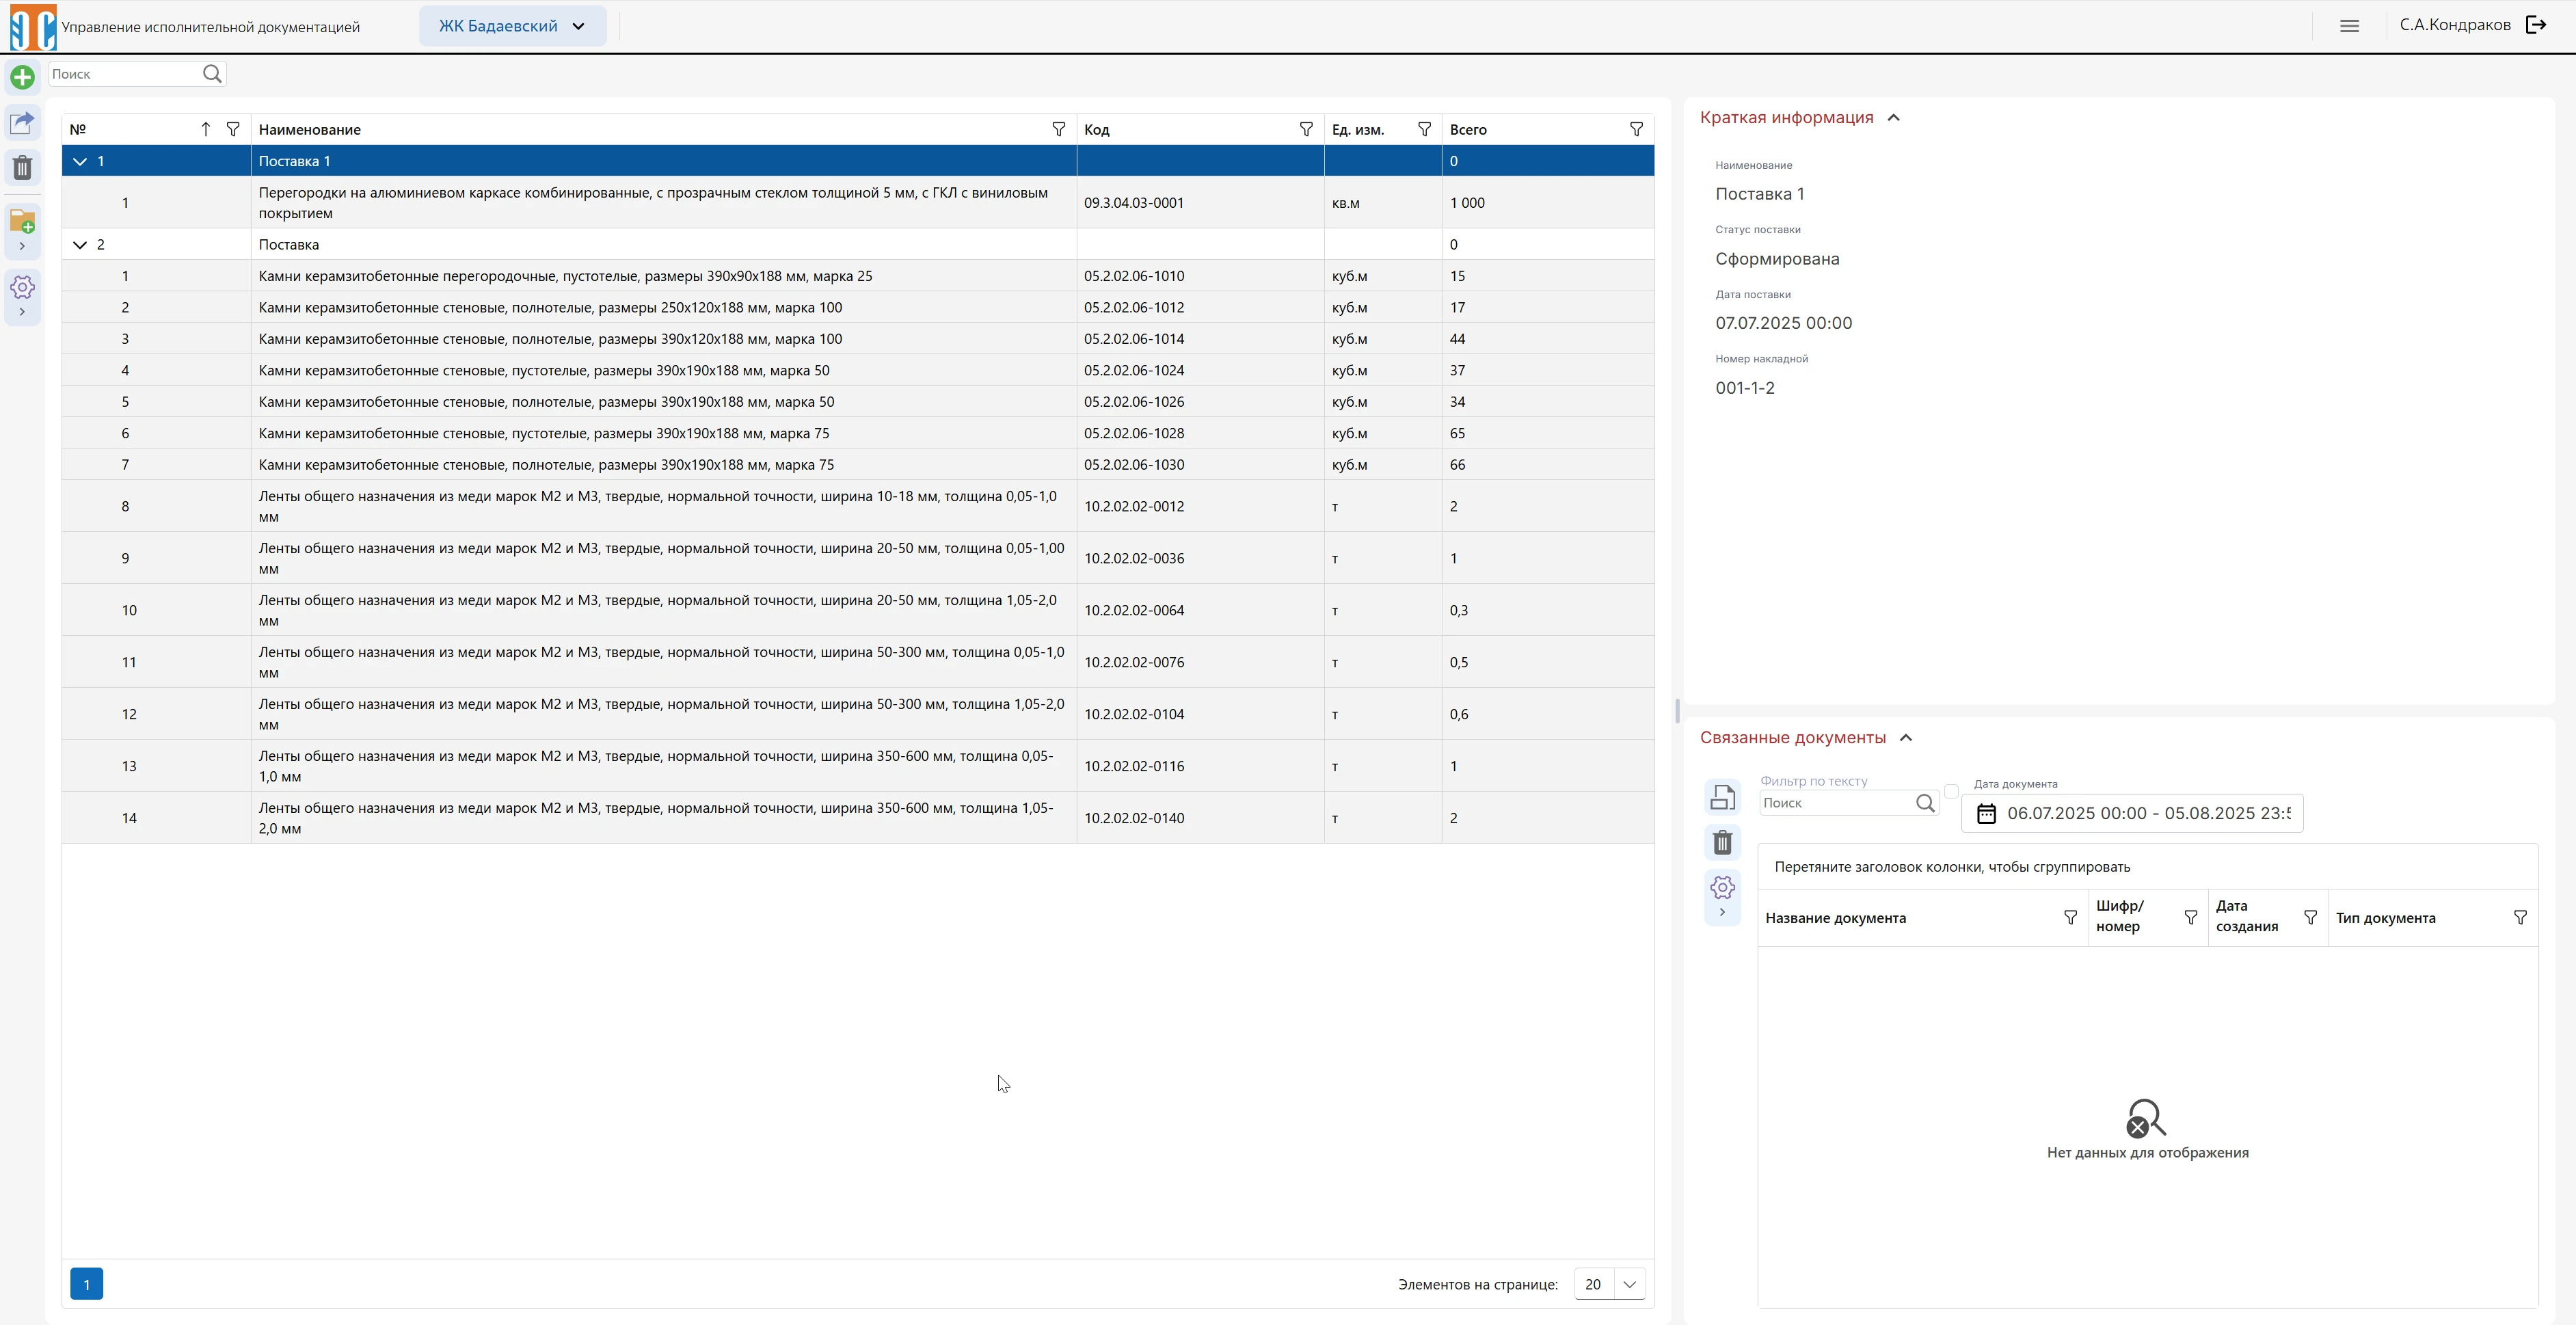 Управление исполнительной документацией
ЖК Бадаевский
С.А.Кондраков
Поиск
№ Наименование Код Ед. изм. Всего
1 Поставка 1 0
1 Перегородки на алюминиевом каркасе комбинированные, с прозрачным стеклом толщиной 5 мм, с ГКЛ с виниловым
покрытием 09.3.04.03-0001 кв.м 1 000
2 Поставка 0
1 Камни керамзитобетонные перегородочные, пустотелые, размеры 390х90х188 мм, марка 25 05.2.02.06-1010 куб.м 15
2 Камни керамзитобетонные стеновые, полнотелые, размеры 250х120х188 мм, марка 100 05.2.02.06-1012 куб.м 17
3 Камни керамзитобетонные стеновые, полнотелые, размеры 390х120х188 мм, марка 100 05.2.02.06-1014 куб.м 44
4 Камни керамзитобетонные стеновые, пустотелые, размеры 390х190х188 мм, марка 50 05.2.02.06-1024 куб.м 37
5 Камни керамзитобетонные стеновые, полнотелые, размеры 390х190х188 мм, марка 50 05.2.02.06-1026 куб.м 34
6 Камни керамзитобетонные стеновые, пустотелые, размеры 390х190х188 мм, марка 75 05.2.02.06-1028 куб.м 65
7 Камни керамзитобетонные стеновые, полнотелые, размеры 390х190х188 мм, марка 75 05.2.02.06-1030 куб.м 66
8 Ленты общего назначения из меди марок М2 и М3, твердые, нормальной точности, ширина 10-18 мм, толщина 0,05-1,0
мм 10.2.02.02-0012 т 2
9 Ленты общего назначения из меди марок М2 и М3, твердые, нормальной точности, ширина 20-50 мм, толщина 0,05-1,00
мм 10.2.02.02-0036 т 1
10 Ленты общего назначения из меди марок М2 и М3, твердые, нормальной точности, ширина 20-50 мм, толщина 1,05-2,0
мм 10.2.02.02-0064 т 0,3
11 Ленты общего назначения из меди марок М2 и М3, твердые, нормальной точности, ширина 50-300 мм, толщина 0,05-1,0
мм 10.2.02.02-0076 т 0,5
12 Ленты общего назначения из меди марок М2 и М3, твердые, нормальной точности, ширина 50-300 мм, толщина 1,05-2,0
мм 10.2.02.02-0104 т 0,6
13 Ленты общего назначения из меди марок М2 и М3, твердые, нормальной точности, ширина 350-600 мм, толщина 0,05-
1,0 мм 10.2.02.02-0116 т 1
14 Ленты общего назначения из меди марок М2 и М3, твердые, нормальной точности, ширина 350-600 мм, толщина 1,05-
2,0 мм 10.2.02.02-0140 т 2
1
Элементов на странице: 20
Краткая информация
Наименование
Поставка 1
Статус поставки
Сформирована
Дата поставки
07.07.2025 00:00
Номер накладной
001-1-2
Связанные документы
Фильтр по тексту
Поиск
Дата документа
06.07.2025 00:00 - 05.08.2025 23:5
Перетяните заголовок колонки, чтобы сгруппировать
Название документа
Шифр/
номер
Дата
создания
Тип документа
Нет данных для отображения